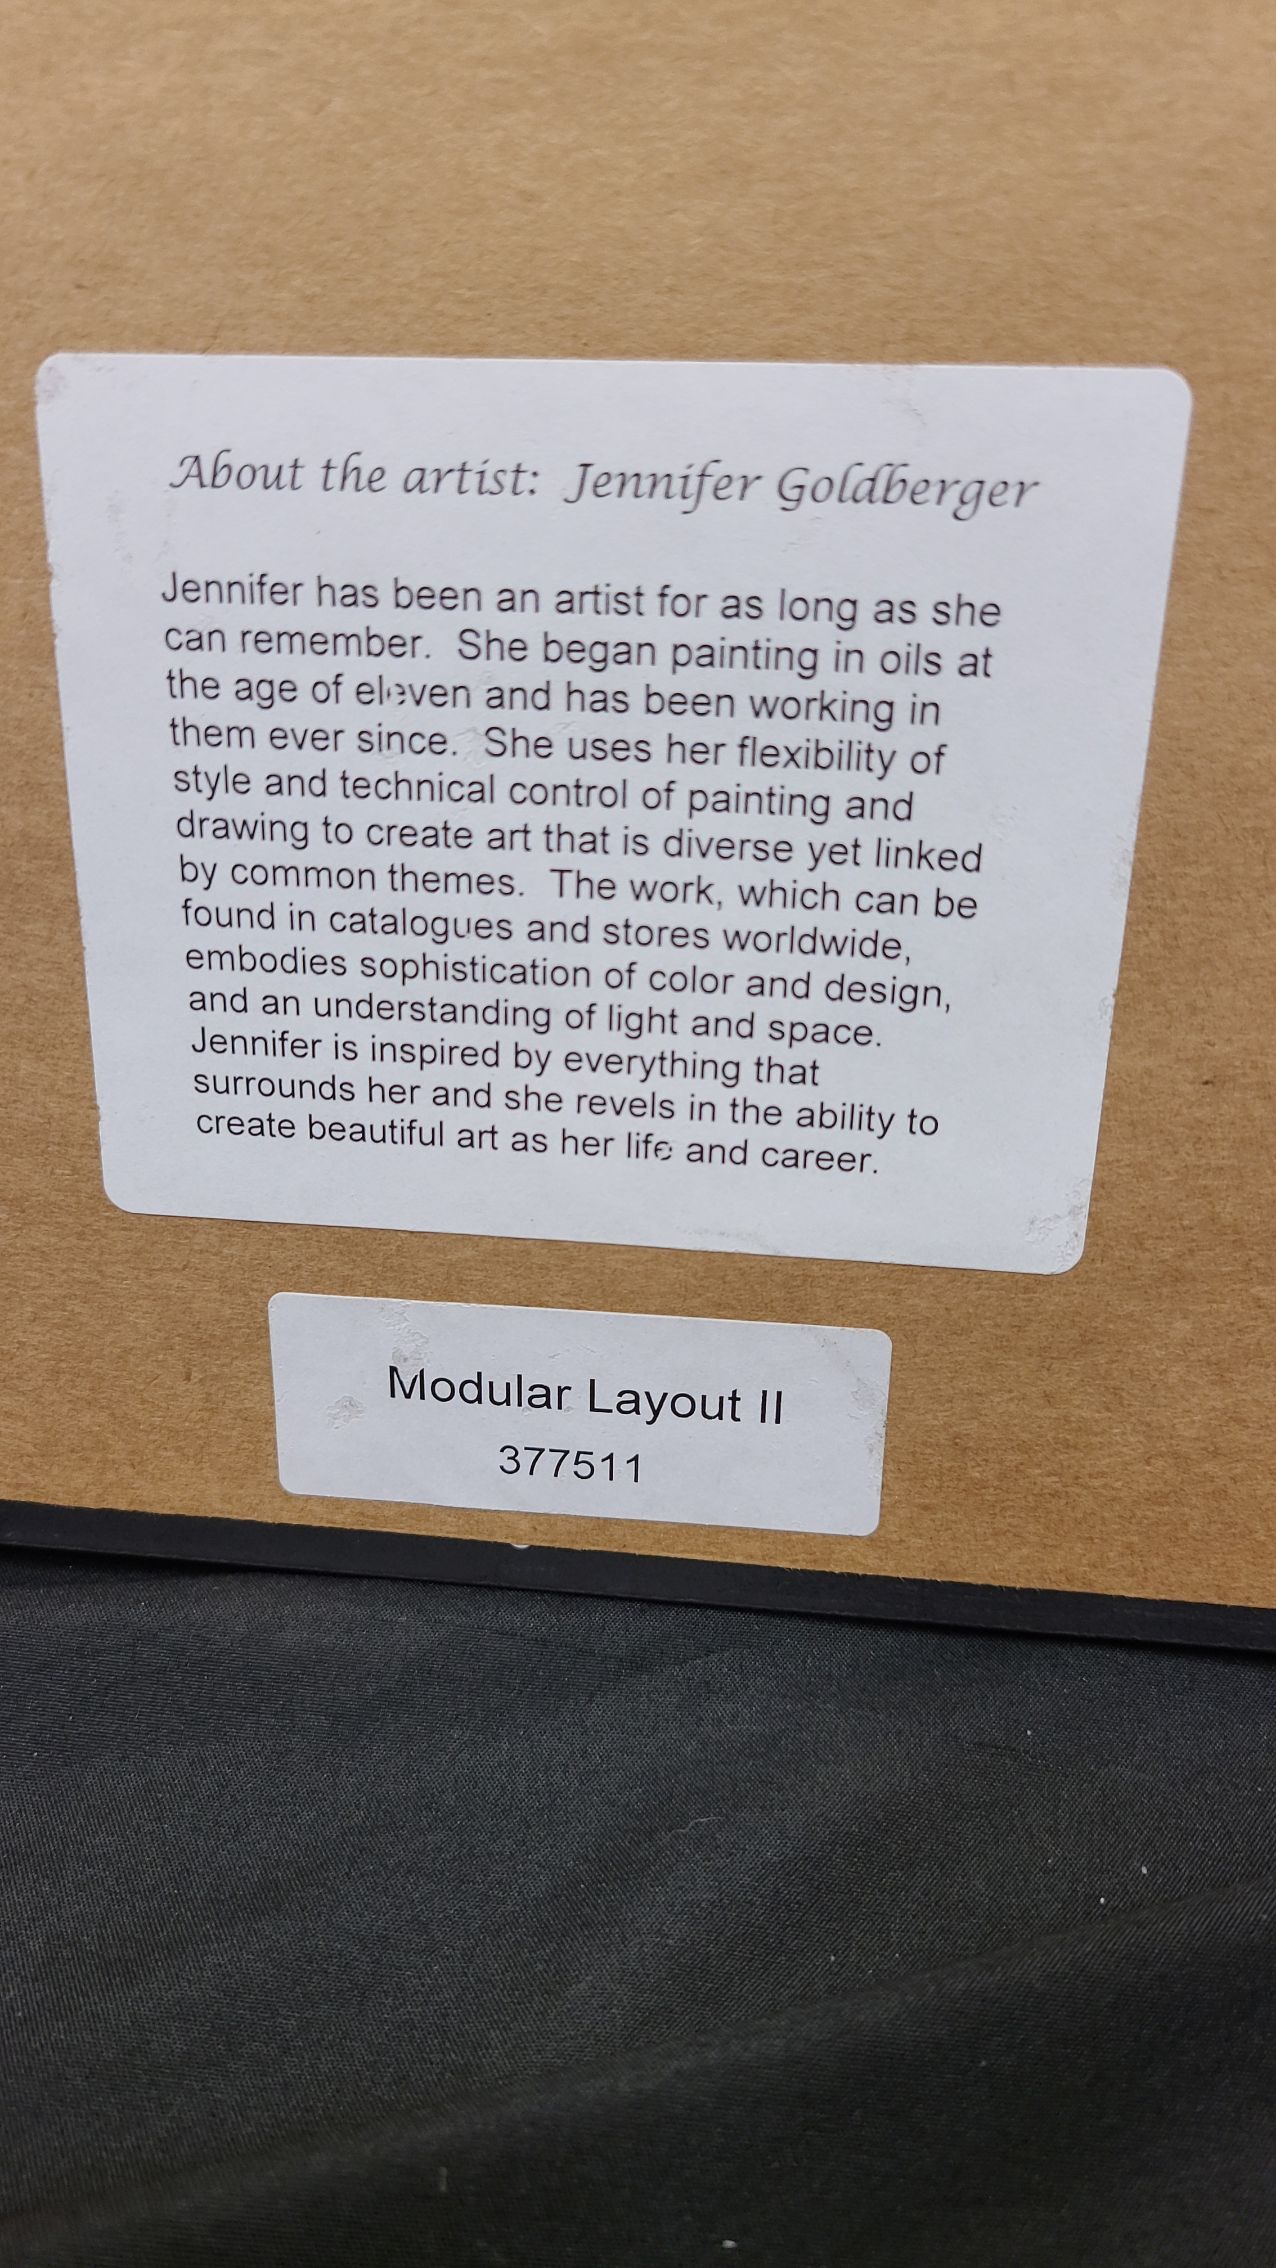 About the artist: Jennifer Goldberger
Jennifer has been an artist for as long as she
can remember. She began painting in oils at
the age of eleven and has been working in
them ever since. She uses her flexibility of
style and technical control of painting and
drawing to create art that is diverse yet linked
by common themes. The work, which can be
found in catalogues and stores worldwide,
embodies sophistication of color and design,
and an understanding of light and space.
Jennifer is inspired by everything that
surrounds her and she revels in the ability to
create beautiful art as her life and career.
Modular Layout II
377511